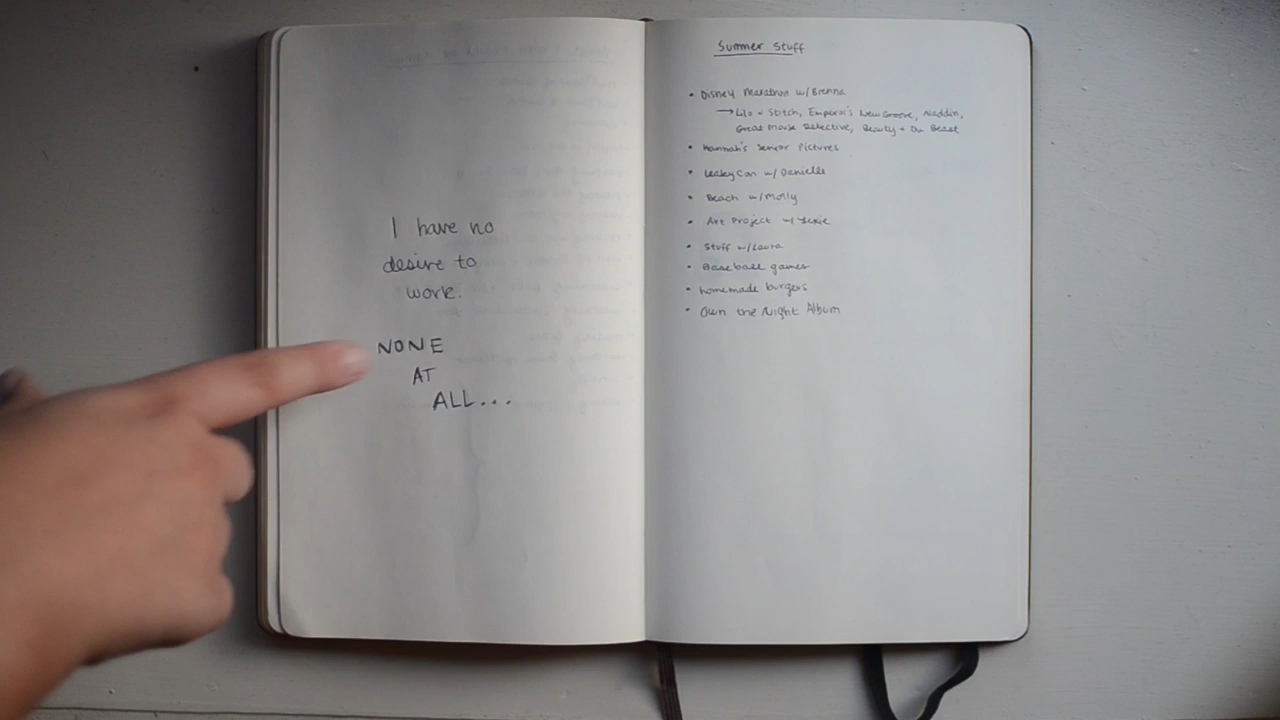 I have no
desire to
work.
NONE
AT
ALL...
Summer Stuff
• Disney Marathon w/Brenna
→ Lilo + Stitch, Emperor's New Groove, Aladdin,
Great Mouse Detective, Beauty + the Beast
• Hannah's Senior Pictures
• LeakyCon w/ Danielle
• Beach w/Molly
• Art Project w/ Lexie
• Stuff w/Laura
• Baseball games
• homemade burgers
• Own the Night Album